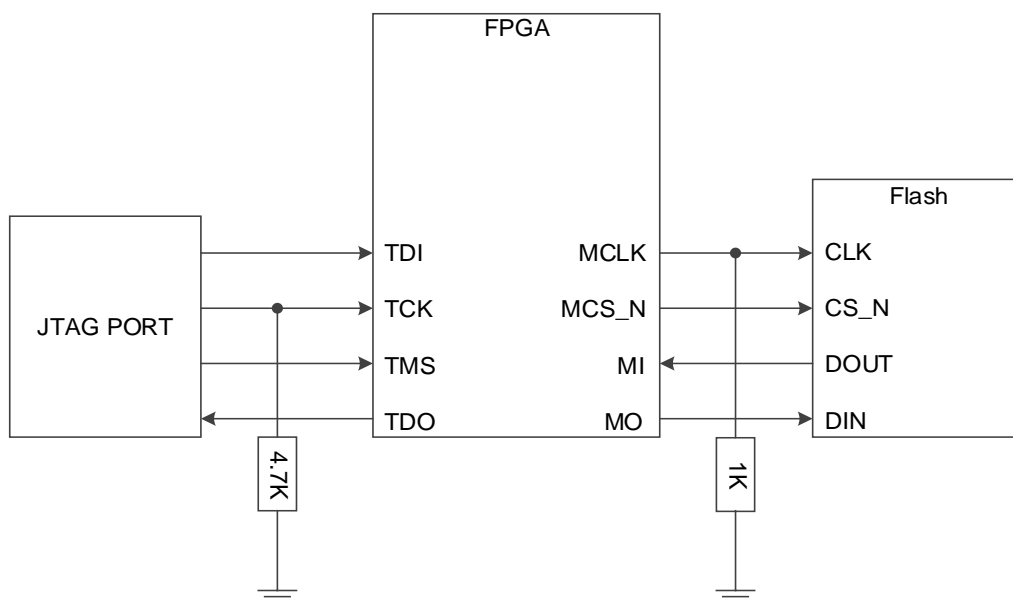 FPGA
Flash
JTAG PORT
TDI
TCK
TMS
TDO
MCLK
MCS_N
MI
MO
CLK
CS_N
DOUT
DIN
4.7K
1K